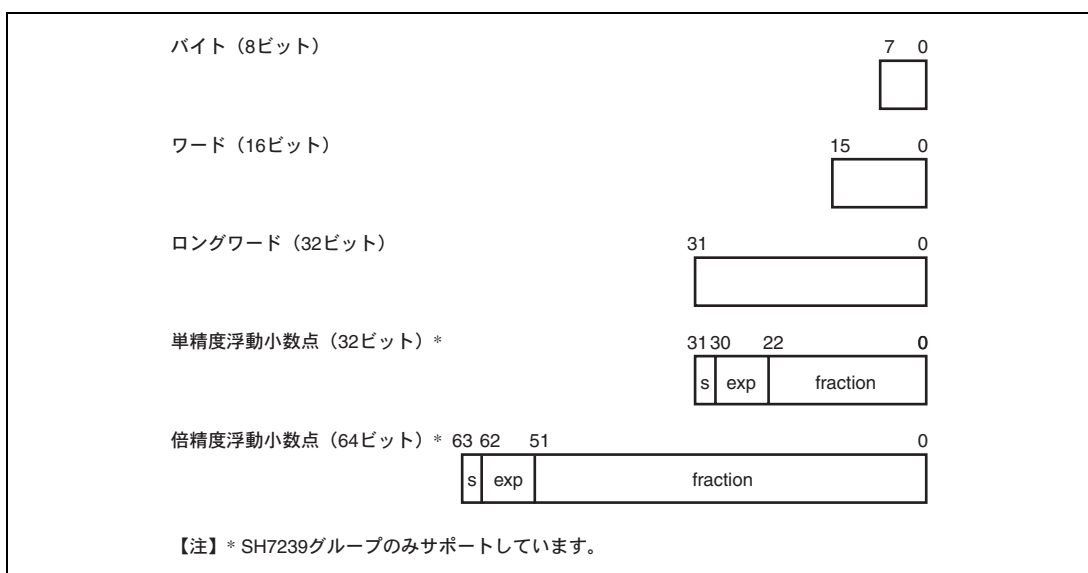 バイト（8ビット）
7 0
ワード（16ビット）
15 0
ロングワード（32ビット）
31 0
単精度浮動小数点（32ビット）*
31 30 22 0
s exp fraction
倍精度浮動小数点（64ビット）* 63 62 51 0
s exp fraction
【注】* SH7239グループのみサポートしています。